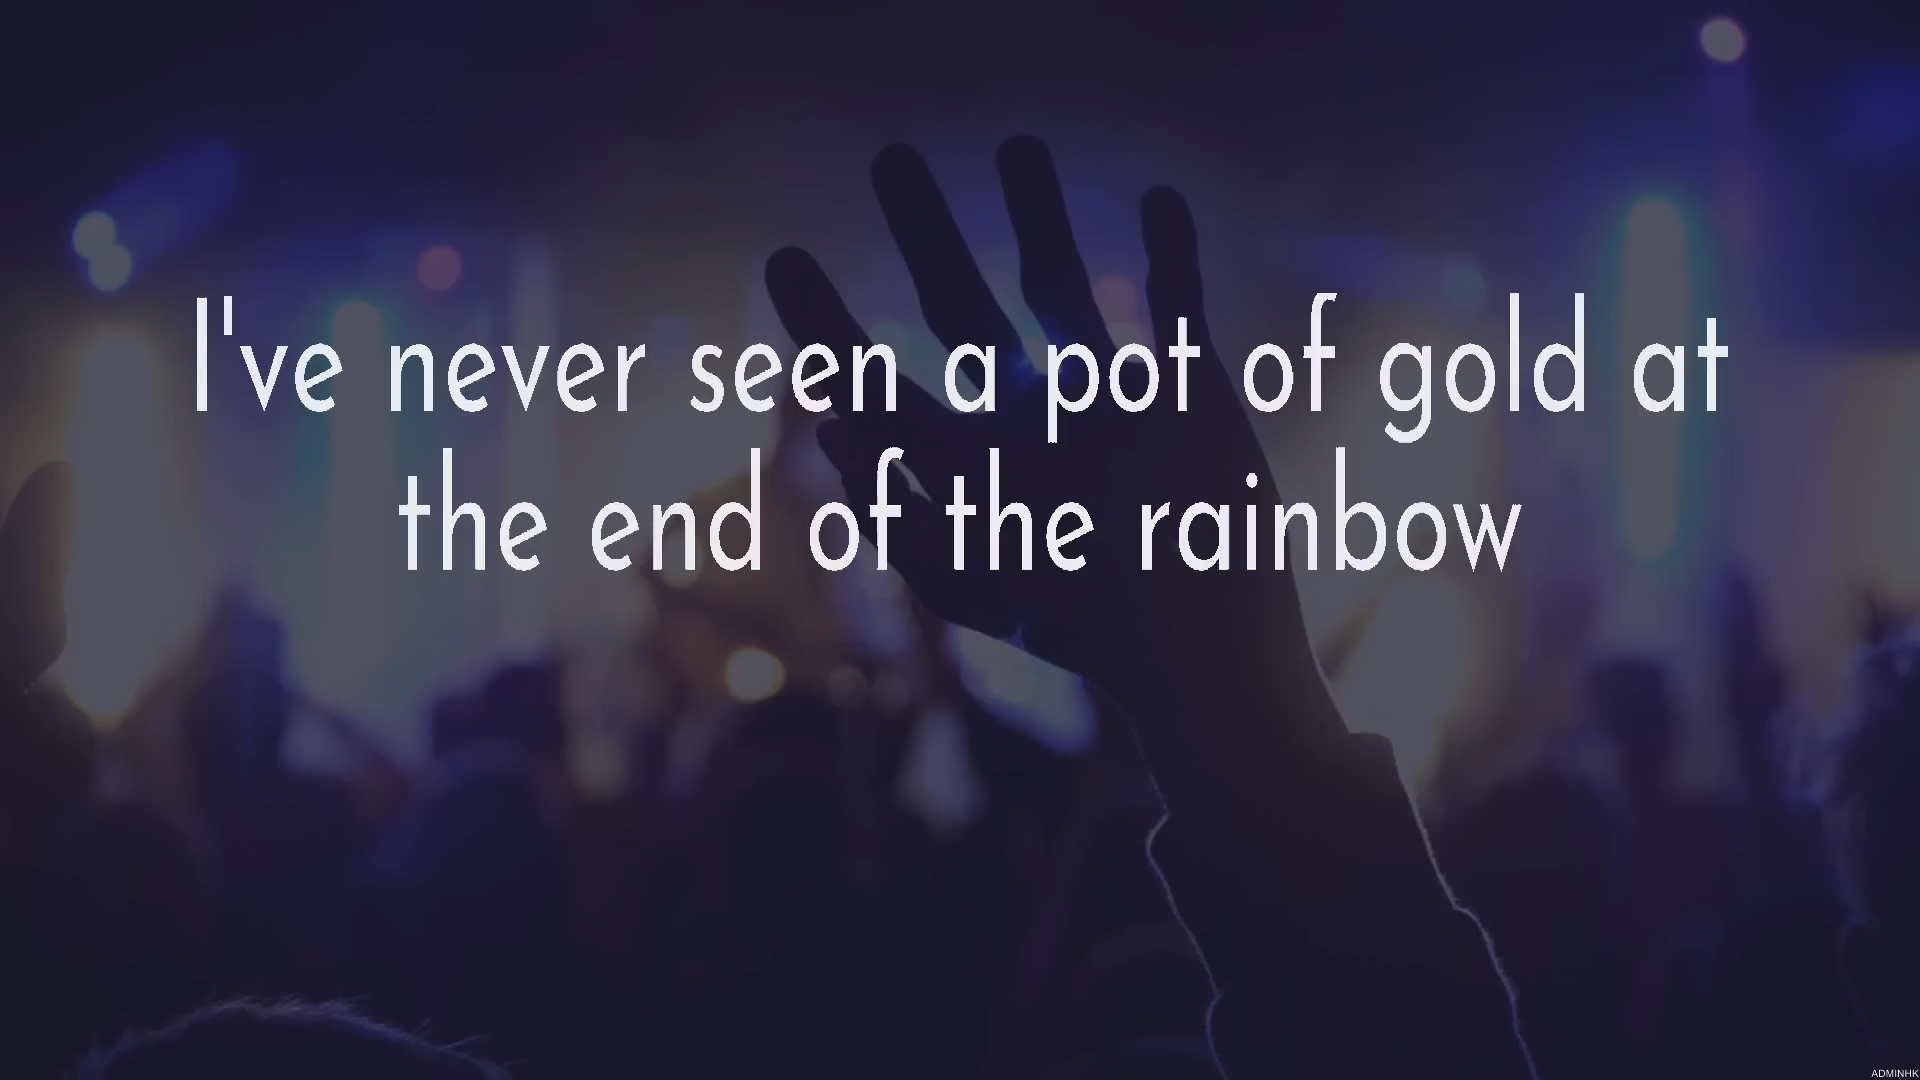 I've never seen a pot of gold at
the end of the rainbow
ADMINHK